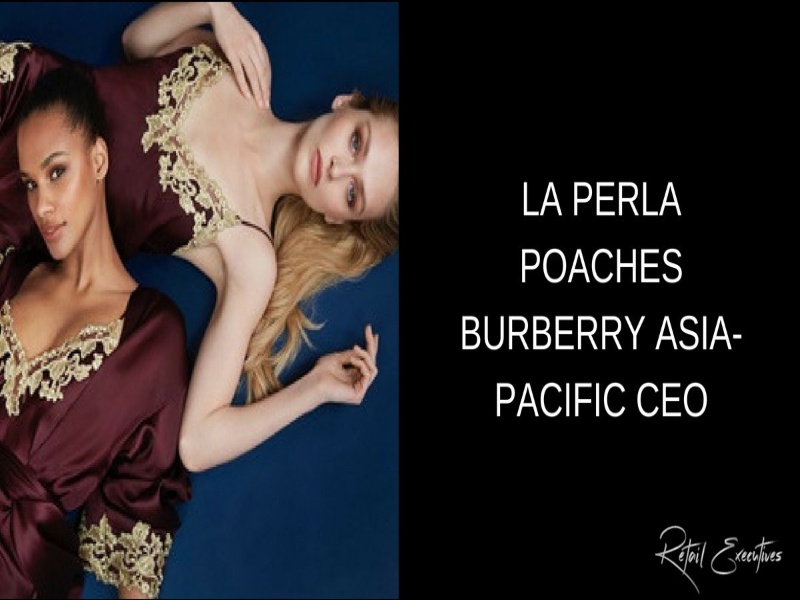 LA PERLA
POACHES
BURBERRY ASIA-
PACIFIC CEO
Retail Executives